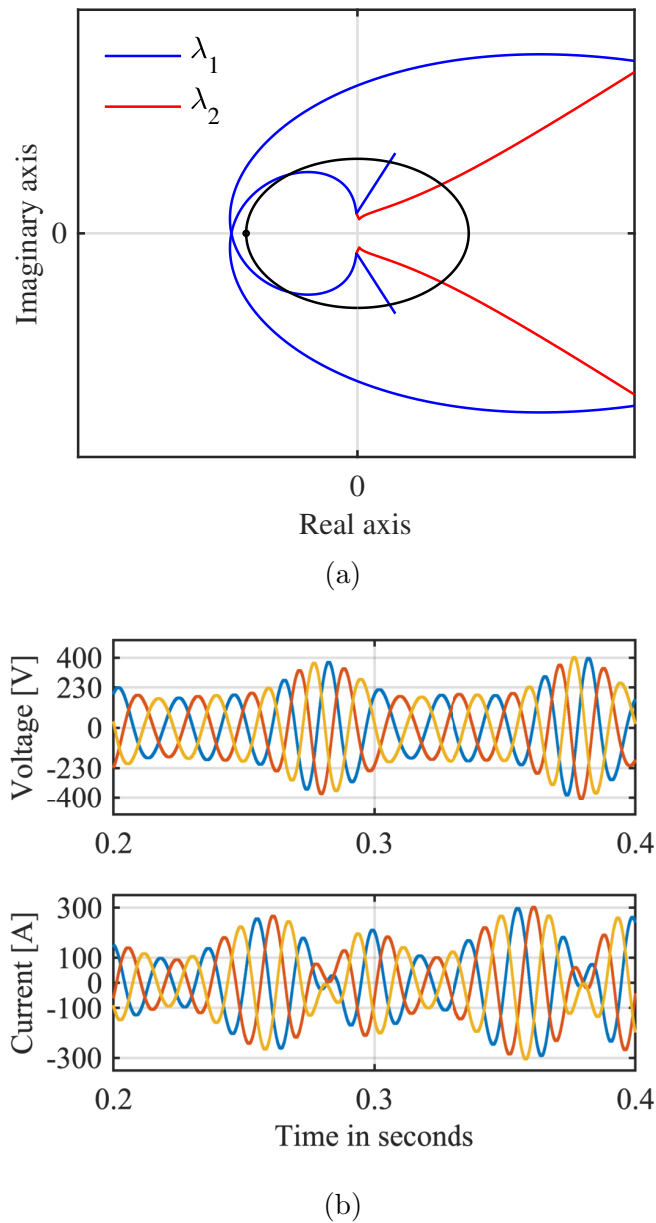 λ1
λ2
Imaginary axis
0
0
Real axis
(a)
Voltage [V]
400
230
0
-230
-400
0.2
0.3
0.4
Current [A]
300
100
0
-100
-300
0.2
0.3
0.4
Time in seconds
(b)